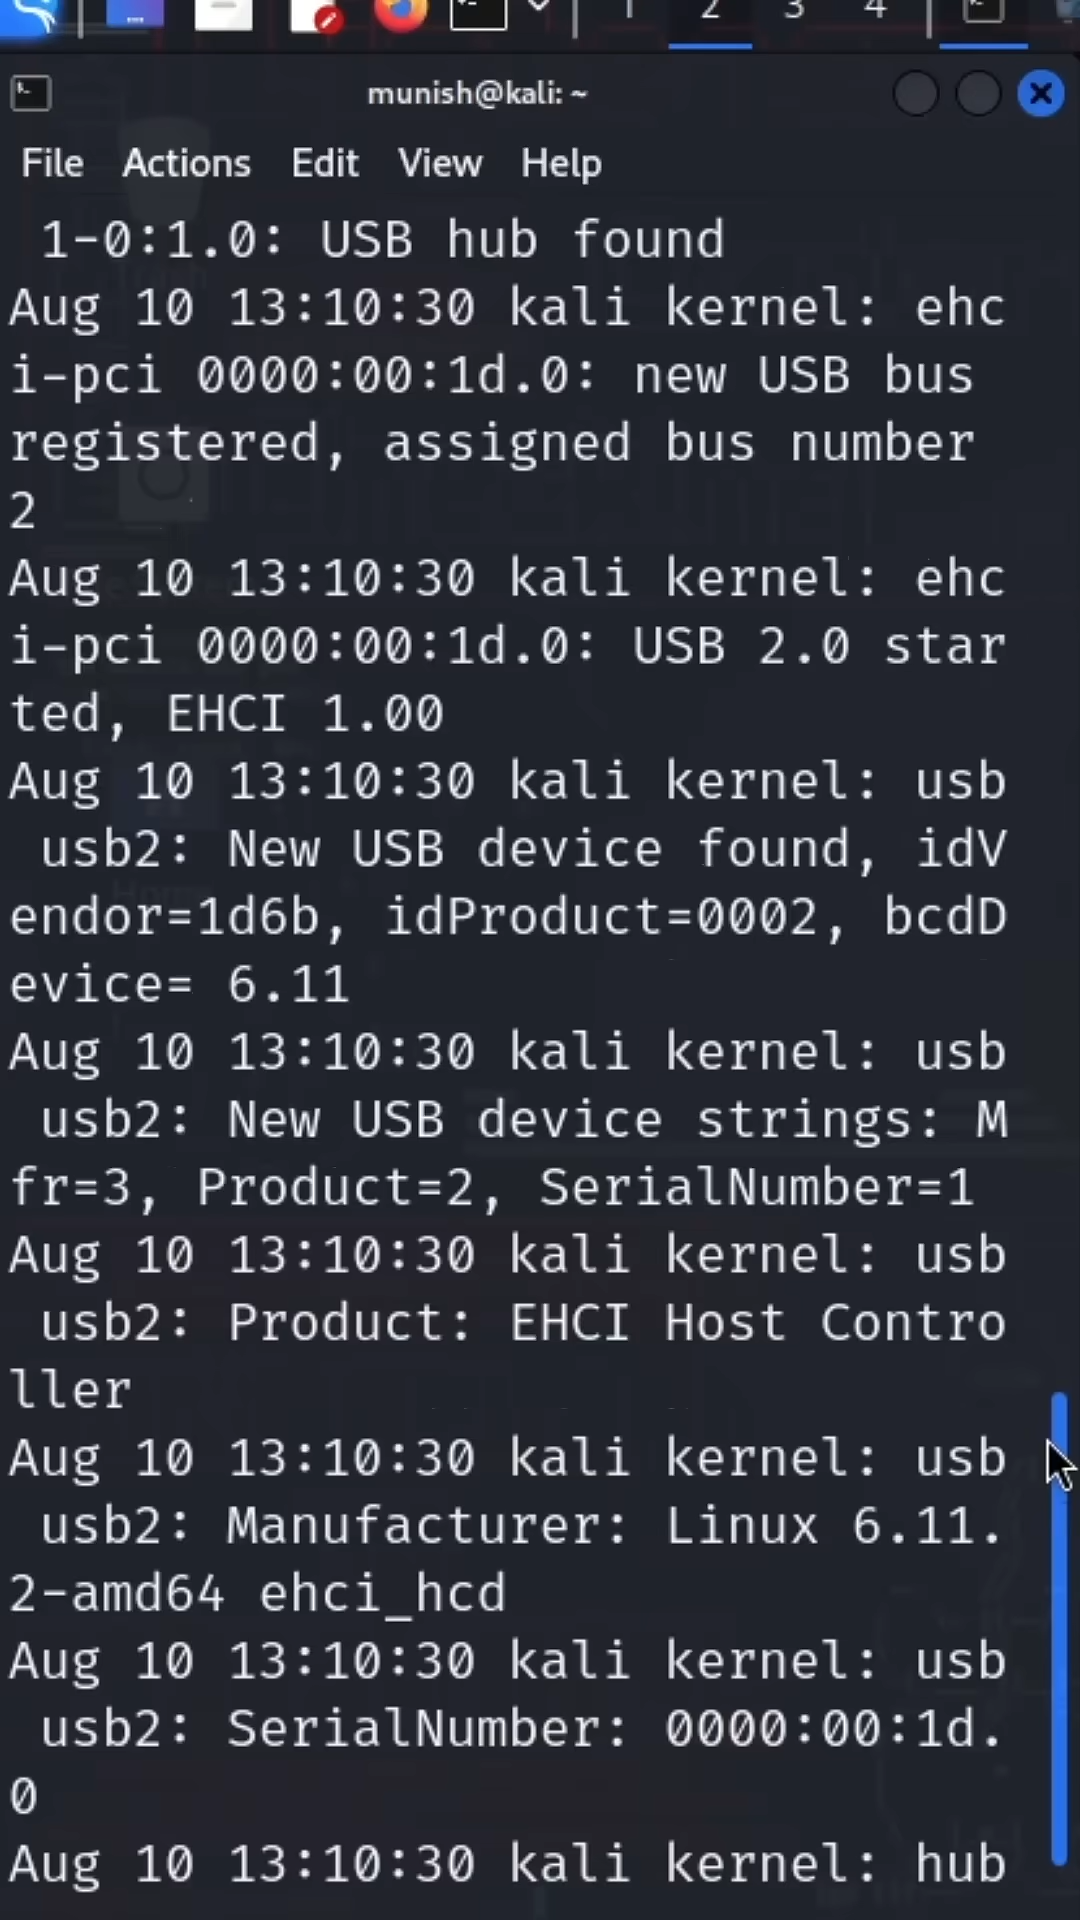 1 2 3 4
munish@kali: ~
File Actions Edit View Help
1-0:1.0: USB hub found
Aug 10 13:10:30 kali kernel: ehc
i-pci 0000:00:1d.0: new USB bus
registered, assigned bus number
2
Aug 10 13:10:30 kali kernel: ehc
i-pci 0000:00:1d.0: USB 2.0 star
ted, EHCI 1.00
Aug 10 13:10:30 kali kernel: usb
usb2: New USB device found, idV
endor=1d6b, idProduct=0002, bcdD
evice= 6.11
Aug 10 13:10:30 kali kernel: usb
usb2: New USB device strings: M
fr=3, Product=2, SerialNumber=1
Aug 10 13:10:30 kali kernel: usb
usb2: Product: EHCI Host Contro
ller
Aug 10 13:10:30 kali kernel: usb
usb2: Manufacturer: Linux 6.11.
2-amd64 ehci_hcd
Aug 10 13:10:30 kali kernel: usb
usb2: SerialNumber: 0000:00:1d.
0
Aug 10 13:10:30 kali kernel: hub